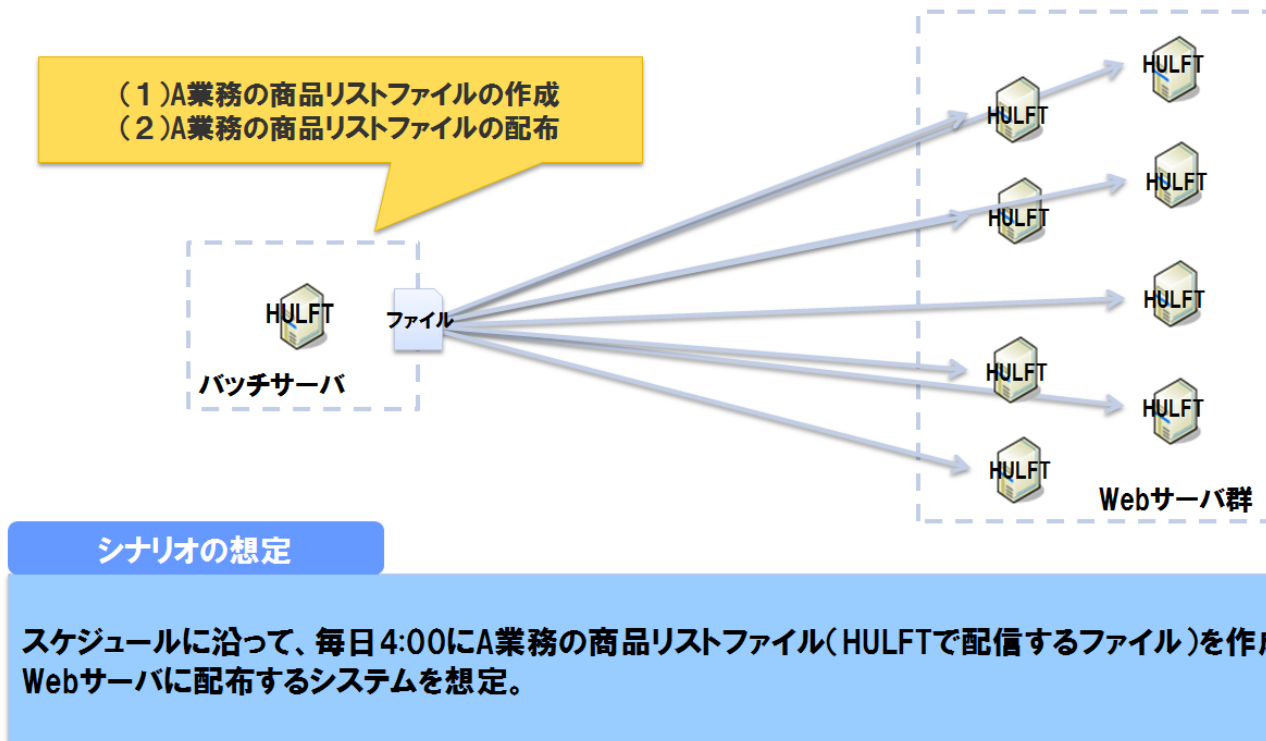 (1)A業務の商品リストファイルの作成
(2)A業務の商品リストファイルの配布
HULFT
HULFT
HULFT
HULFT
HULFT
HULFT
HULFT
HULFT
HULFT
ファイル
バッチサーバ
Webサーバ群
シナリオの想定
スケジュールに沿って、毎日4:00にA業務の商品リストファイル(HULFTで配信するファイル)を作成
Webサーバに配布するシステムを想定。